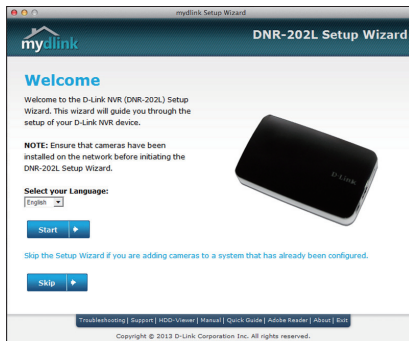 mydlink Setup Wizard
mydlink
DNR-202L Setup Wizard
Welcome
Welcome to the D-Link NVR (DNR-202L) Setup
Wizard. This wizard will guide you through the
setup of your D-Link NVR device.
NOTE: Ensure that cameras have been
installed on the network before initiating the
DNR-202L Setup Wizard.
D-Link
Select your Language:
English
Start
Skip the Setup Wizard if you are adding cameras to a system that has already been configured.
Skip
Troubleshooting | Support | HDD-Viewer | Manual | Quick Guide | Adobe Reader | About | Exit
Copyright © 2013 D-Link Corporation Inc. All rights reserved.